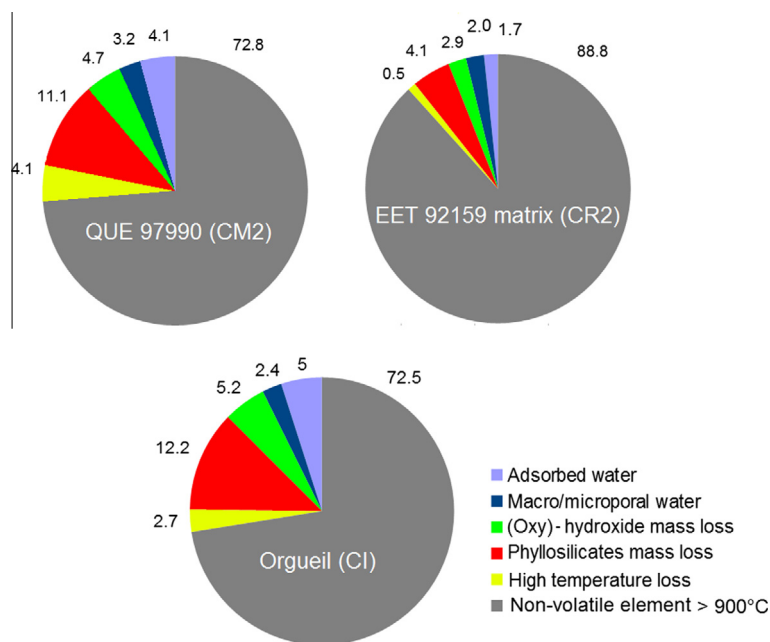 4.1
72.8
3.2
4.7
11.1
4.1
QUE 97990 (CM2)
1.7
2.0
88.8
2.9
4.1
0.5
EET 92159 matrix (CR2)
5
72.5
2.4
5.2
12.2
2.7
Orgueil (CI)
Adsorbed water
Macro/microporal water
(Oxy)-hydroxide mass loss
Phyllosilicates mass loss
High temperature loss
Non-volatile element > 900°C